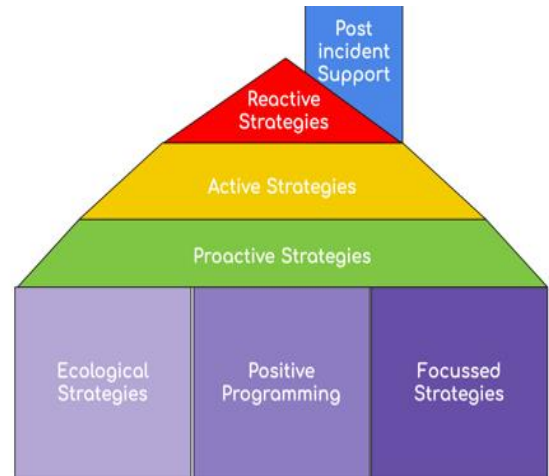 Post
incident
Support
Reactive
Strategies
Active Strategies
Proactive Strategies
Ecological
Strategies
Positive
Programming
Focussed
Strategies